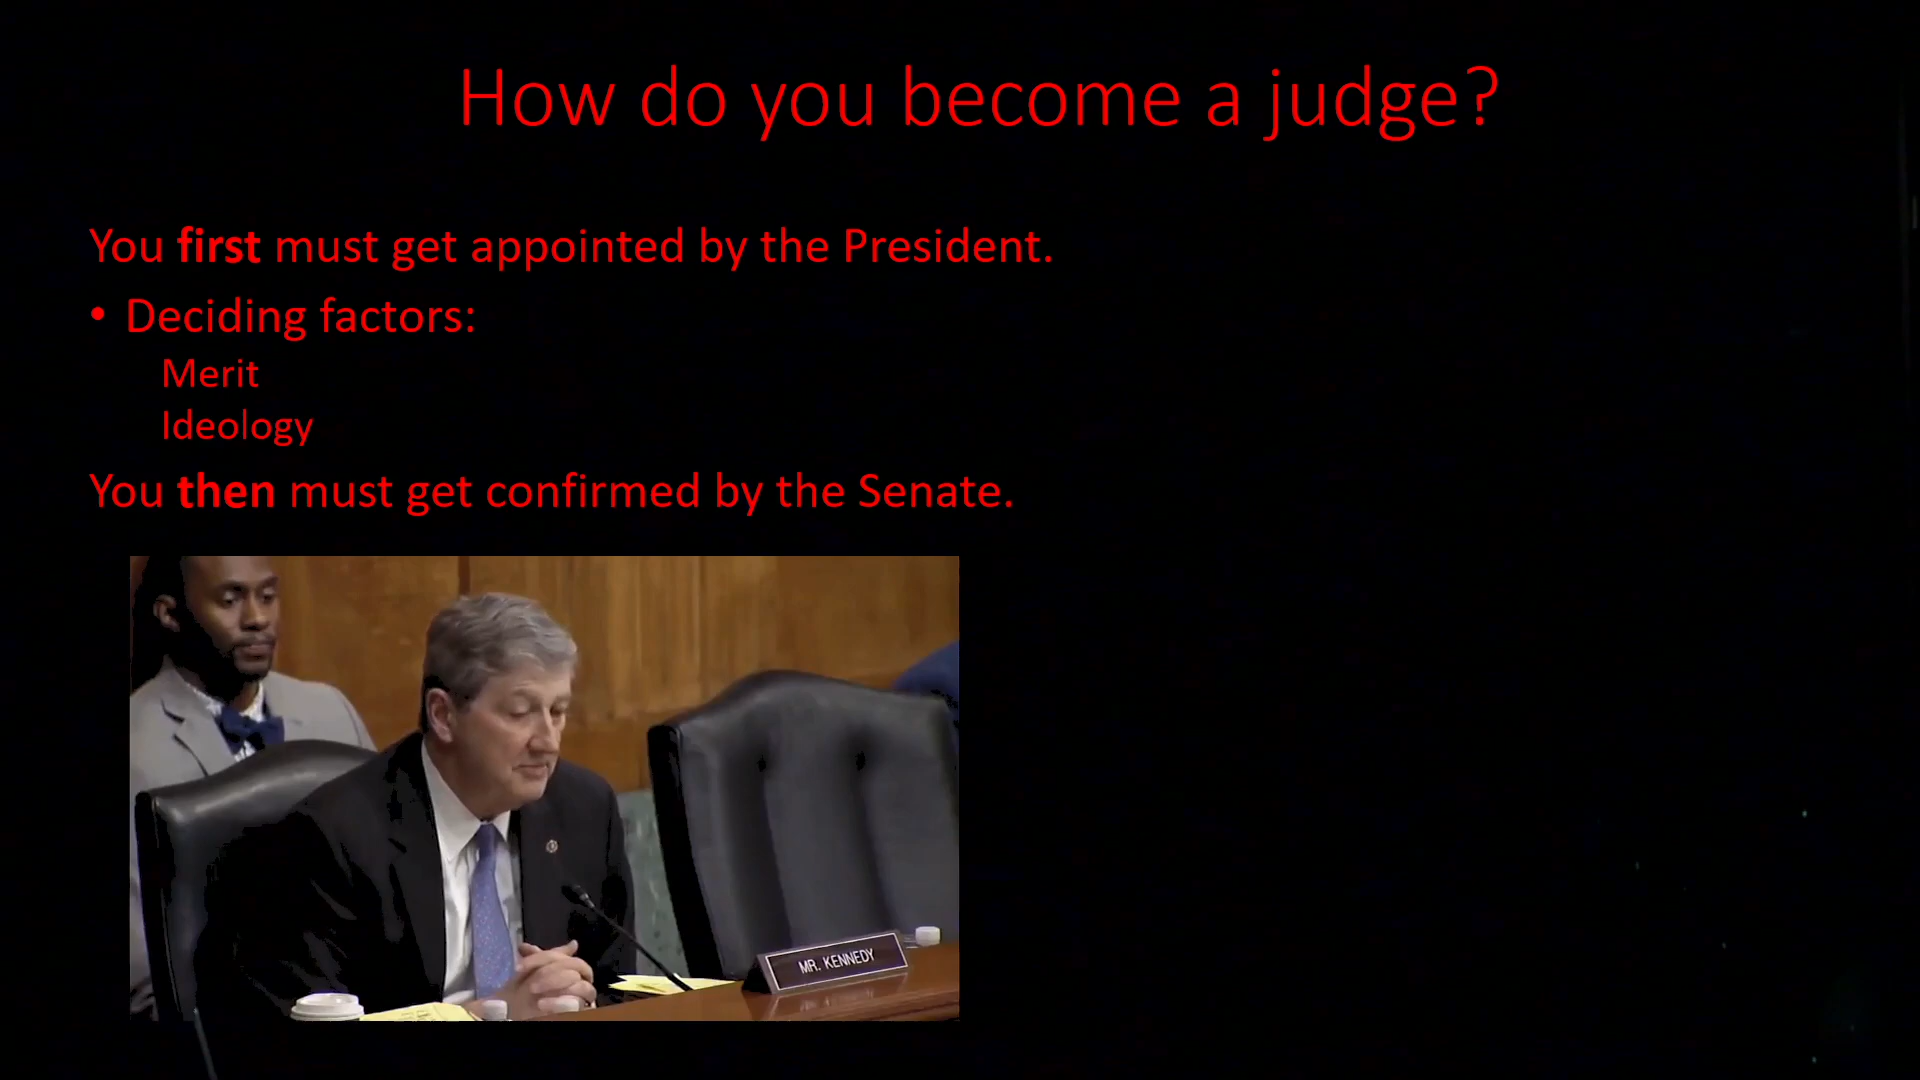 How do you become a judge?
You first must get appointed by the President.
• Deciding factors:
Merit
Ideology
You then must get confirmed by the Senate.
MR. KENNEDY